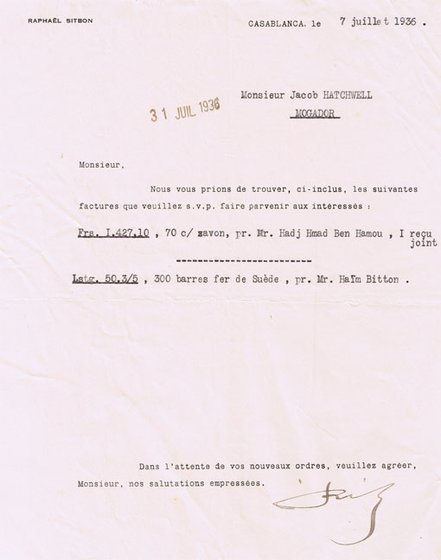 RAPHAËL SITBON
CASABLANCA, le 7 juillet 1936 .
Monsieur Jacob HATCHWELL
MOGADOR
31 JUIL 1936
Monsieur,
Nous vous prions de trouver, ci-inclus, les suivantes
factures que veuillez s.v.p. faire parvenir aux intéressés :
Frs. I.427.10 , 70 c/ savon, pr. Mr. Hadj Hmad Ben Hamou , I reçu
joint
---------------------------
Lstg. 50.3/5 , 300 barres fer de Suède , pr. Mr. Haïm Bitton .
Dans l'attente de vos nouveaux ordres, veuillez agréer,
Monsieur, nos salutations empressées.